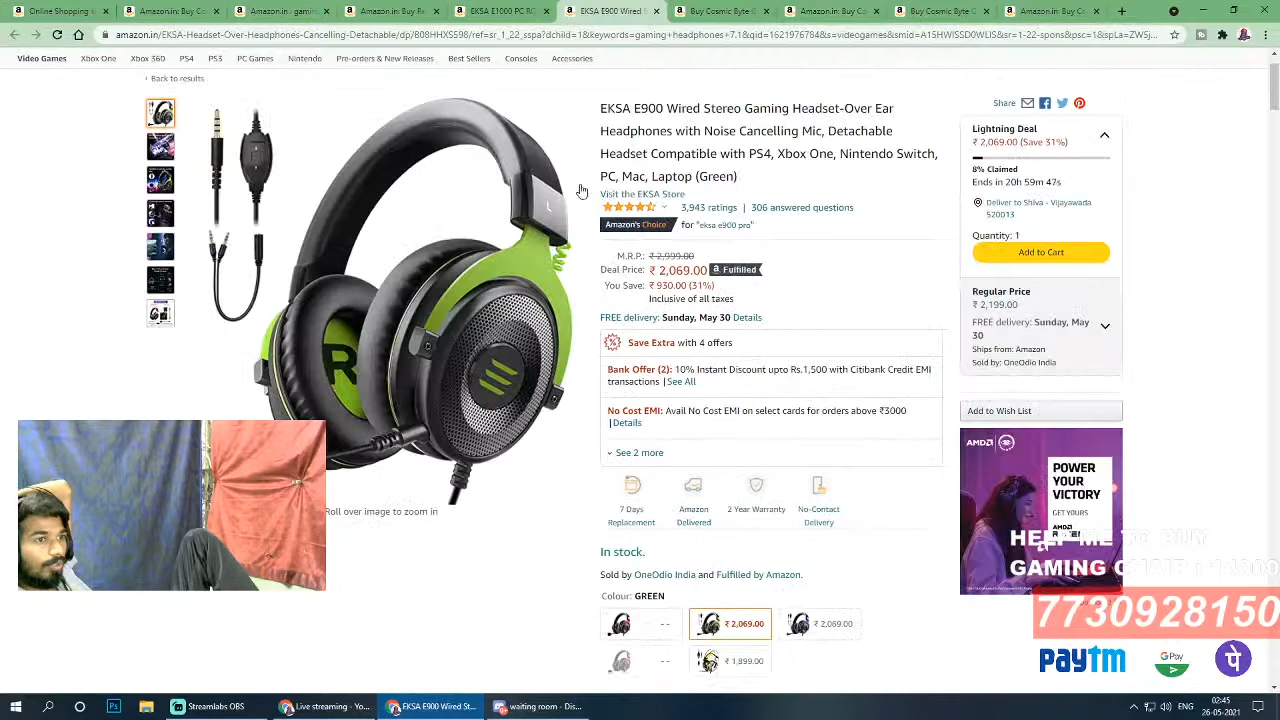 Online Shopping s
Amazon.in : gamin
Amazon.in: Buy Re
EKSA E1000 PC RC
EKSA E900 Wired S
Buy Cosmic Byte G
Amazon.in: Buy Co
Buy Cosmic Byte G
Amazon.in: Buy Co
amazon.in/EKSA-Headset-Over-Headphones-Cancelling-Detachable/dp/B08HHXS598/ref=sr_1_22_sspa?dchild=1&keywords=gaming+headphones+7.1&qid=1621976784&s=videogames&smid=A15HWISSD0WLIS&sr=1-22-spons&psc=1&spLa=ZW5j...
Video Games
Xbox One
Xbox 360
PS4
PS3
PC Games
Nintendo
Pre-orders & New Releases
Best Sellers
Consoles
Accessories
‹ Back to results
EKSA E900 Wired Stereo Gaming Headset-Over Ear
Headphones with Noise Cancelling Mic, Detachable
Headset Compatible with PS4, Xbox One, Nintendo Switch,
PC, Mac, Laptop (Green)
Visit the EKSA Store
3,943 ratings | 306 answered questions
Amazon's Choice for "eksa e900 pro"
M.R.P.: ₹ 2,999.00
Deal Price: ₹ 2,069.00 Fulfilled
You Save: ₹ 930.00 (31%)
Inclusive of all taxes
FREE delivery: Sunday, May 30 Details
Save Extra with 4 offers
Bank Offer (2): 10% Instant Discount upto Rs.1,500 with Citibank Credit EMI
transactions | See All
No Cost EMI: Avail No Cost EMI on select cards for orders above ₹3000
| Details
See 2 more
7 Days
Replacement
Amazon
Delivered
2 Year Warranty
No-Contact
Delivery
In stock.
Sold by OneOdio India and Fulfilled by Amazon.
Colour: GREEN
--
₹ 2,069.00
₹ 2,069.00
--
₹ 1,899.00
L
R
Roll over image to zoom in
Share
Lightning Deal
₹ 2,069.00 (Save 31%)
8% Claimed
Ends in 20h 59m 47s
Deliver to Shiva - Vijayawada
520013
Quantity: 1
Add to Cart
Regular Price
₹ 2,199.00
FREE delivery: Sunday, May
30
Ships from: Amazon
Sold by: OneOdio India
Add to Wish List
AMD
POWER
YOUR
VICTORY
GET YOURS
AMD
HELP ME TO BUY
GAMING CHAIR
7730928150
paytm
G Pay
Streamlabs OBS
Live streaming - Yo...
EKSA E900 Wired St...
waiting room - Dis...
ENG
02:45
26-05-2021